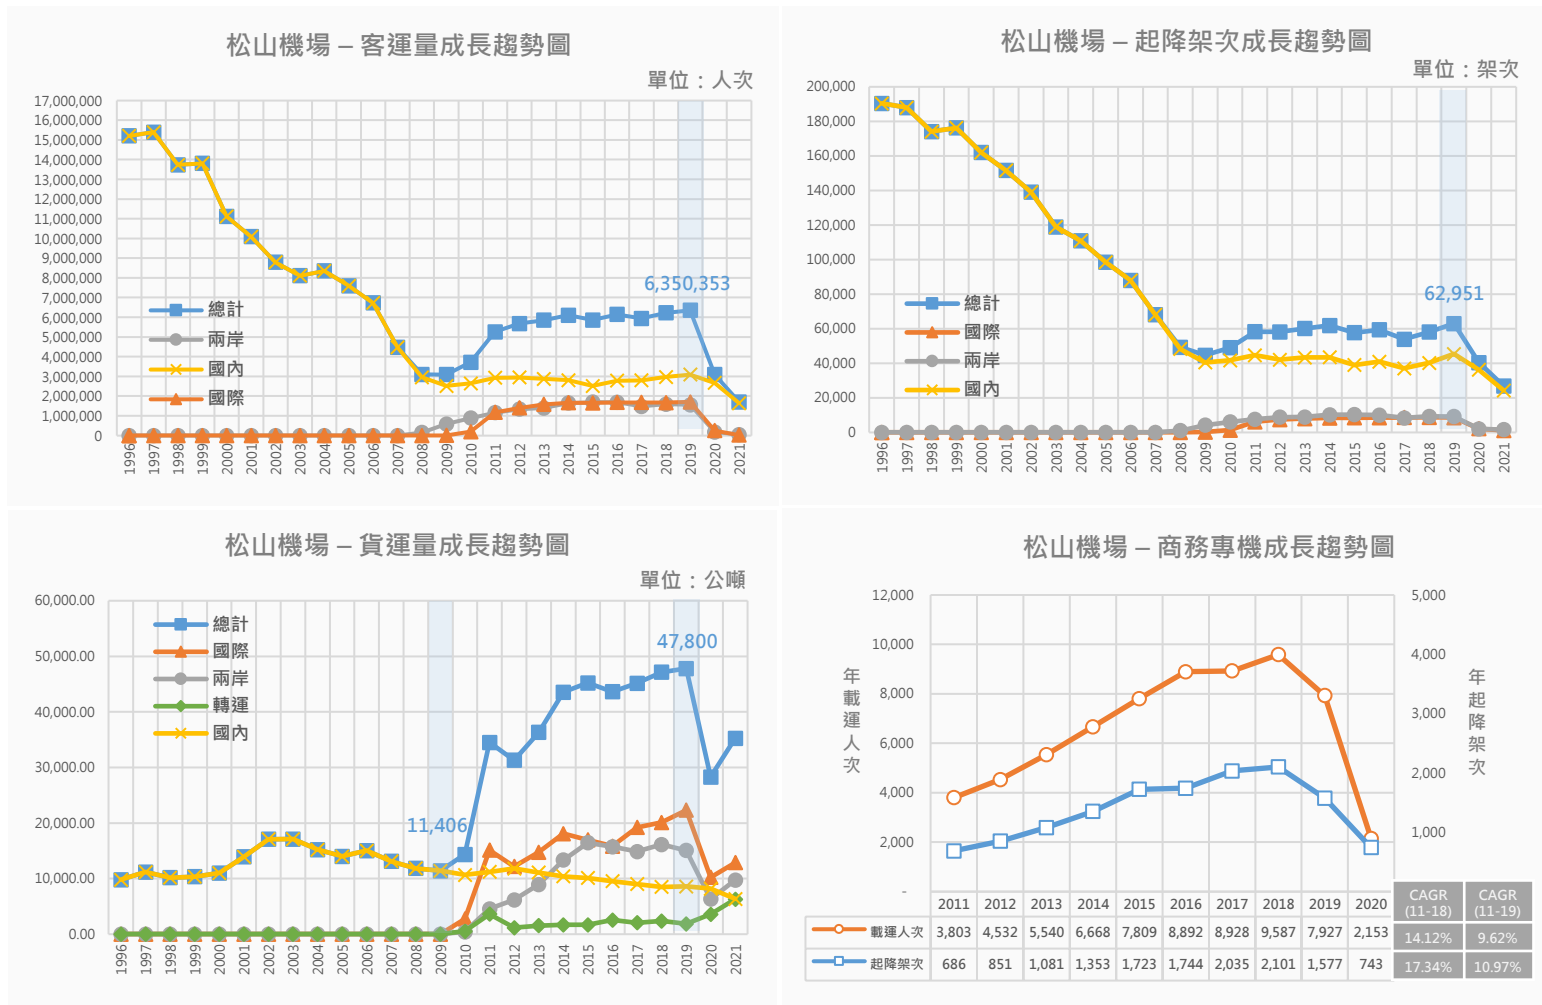 松山機場 – 客運量成長趨勢圖
單位：人次
17,000,000
16,000,000
15,000,000
14,000,000
13,000,000
12,000,000
11,000,000
10,000,000
9,000,000
8,000,000
7,000,000
6,000,000
5,000,000
4,000,000
3,000,000
2,000,000
1,000,000
0
6,350,353
總計
兩岸
國內
國際
1996 1997 1998 1999 2000 2001 2002 2003 2004 2005 2006 2007 2008 2009 2010 2011 2012 2013 2014 2015 2016 2017 2018 2019 2020 2021
松山機場 – 起降架次成長趨勢圖
單位：架次
200,000
180,000
160,000
140,000
120,000
100,000
80,000
60,000
40,000
20,000
0
62,951
總計
國際
兩岸
國內
1996 1997 1998 1999 2000 2001 2002 2003 2004 2005 2006 2007 2008 2009 2010 2011 2012 2013 2014 2015 2016 2017 2018 2019 2020 2021
松山機場 – 貨運量成長趨勢圖
單位：公噸
60,000.00
50,000.00
40,000.00
30,000.00
20,000.00
10,000.00
0.00
總計
國際
兩岸
轉運
國內
11,406
47,800
1996 1997 1998 1999 2000 2001 2002 2003 2004 2005 2006 2007 2008 2009 2010 2011 2012 2013 2014 2015 2016 2017 2018 2019 2020 2021
松山機場 – 商務專機成長趨勢圖
年載運人次
12,000
10,000
8,000
6,000
4,000
2,000
-
5,000
4,000
3,000
2,000
1,000
年起降架次
2011 2012 2013 2014 2015 2016 2017 2018 2019 2020 CAGR (11-18) CAGR (11-19)
載運人次 3,803 4,532 5,540 6,668 7,809 8,892 8,928 9,587 7,927 2,153 14.12% 9.62%
起降架次 686 851 1,081 1,353 1,723 1,744 2,035 2,101 1,577 743 17.34% 10.97%